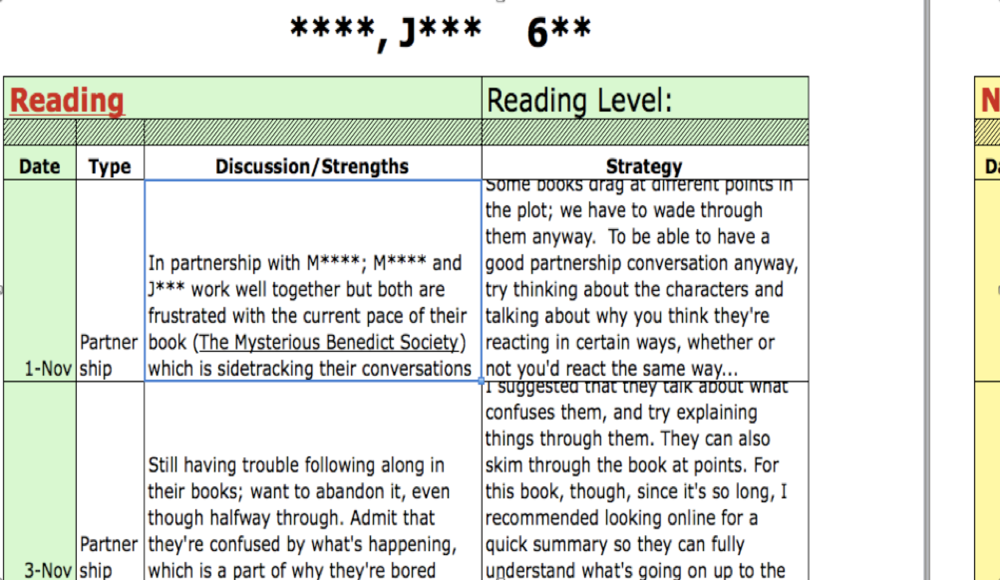 ****, J*** 6**
Reading
Reading Level:
Date
Type
Discussion/Strengths
Strategy
1-Nov
Partner
ship
In partnership with M****; M**** and
J*** work well together but both are
frustrated with the current pace of their
book (The Mysterious Benedict Society)
which is sidetracking their conversations
Some books drag at different points in
the plot; we have to wade through
them anyway.  To be able to have a
good partnership conversation anyway,
try thinking about the characters and
talking about why you think they're
reacting in certain ways, whether or
not you'd react the same way...
3-Nov
Partner
ship
Still having trouble following along in
their books; want to abandon it, even
though halfway through. Admit that
they're confused by what's happening,
which is a part of why they're bored
I suggested that they talk about what
confuses them, and try explaining
things through them. They can also
skim through the book at points. For
this book, though, since it's so long, I
recommended looking online for a
quick summary so they can fully
understand what's going on up to the
N
Da